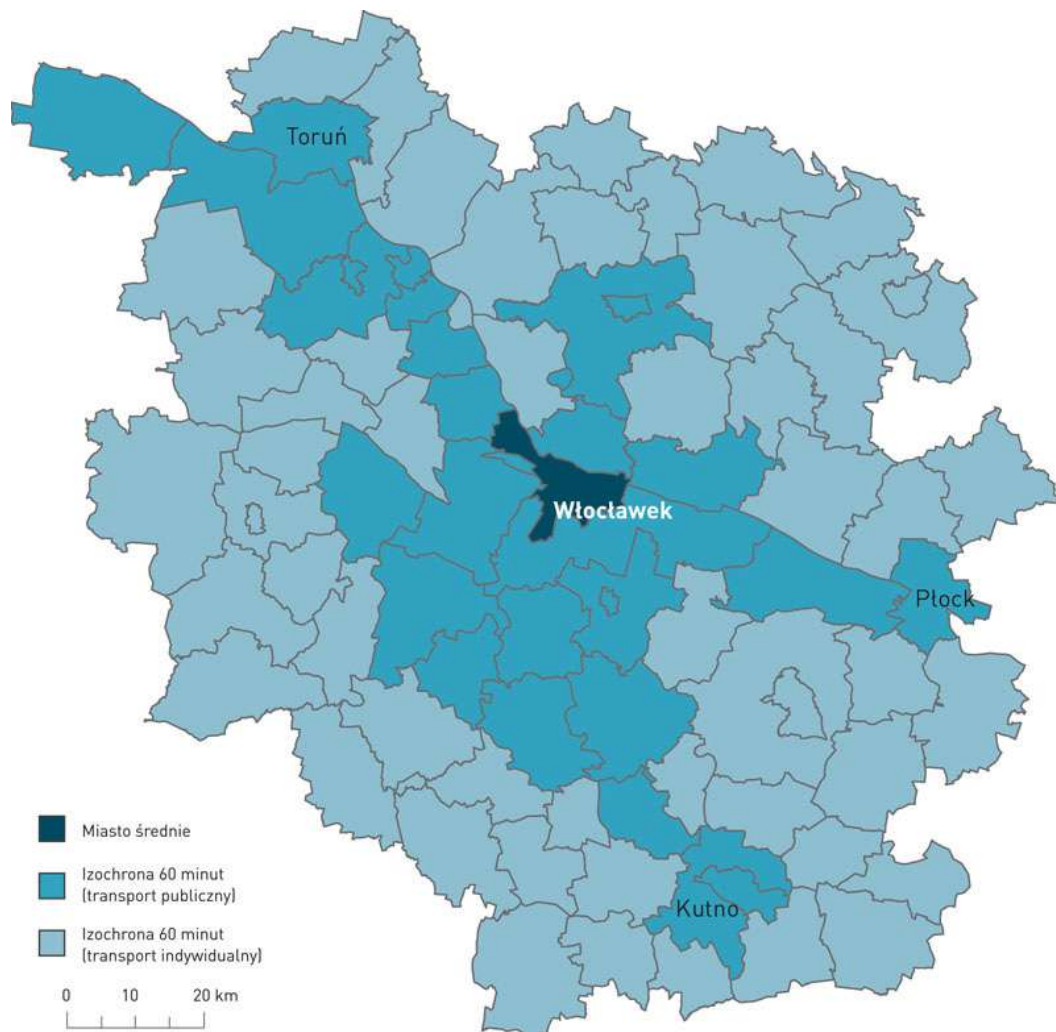 Toruń
Włocławek
Płock
Kutno
Miasto średnie
Izochrona 60 minut
(transport publiczny)
Izochrona 60 minut
(transport indywidualny)
0 10 20 km